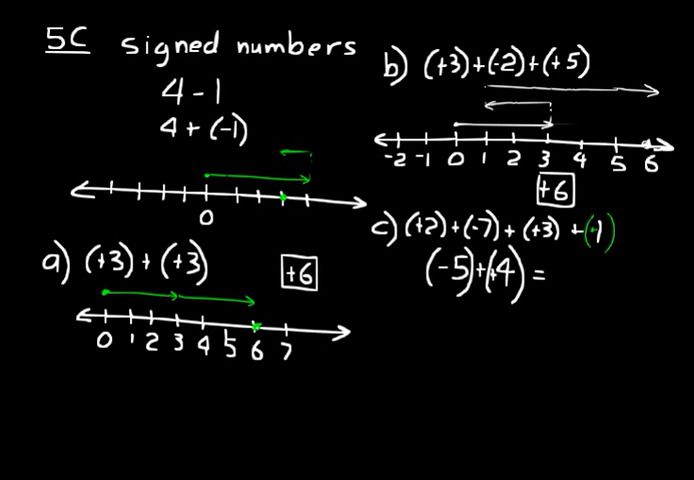 5C signed numbers
4 - 1
4 + (-1)
0
a) (+3) + (+3)
+6
0 1 2 3 4 5 6 7
b) (+3)+(-2)+(+5)
-2 -1 0 1 2 3 4 5 6
+6
c) (+2)+(-7)+(+3)+(-1)
(-5)+(+4) =